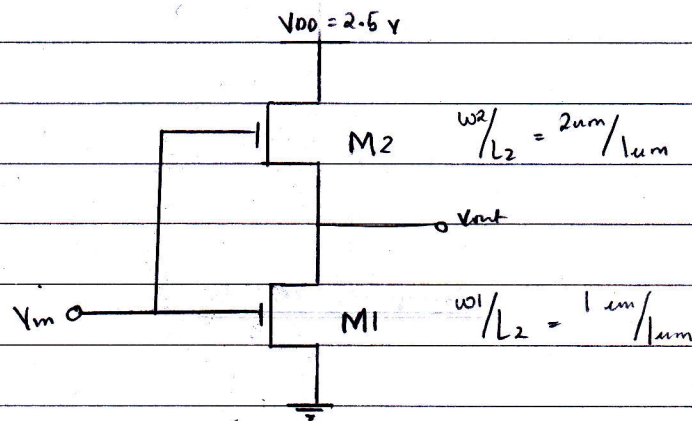 VDD = 2.5 V
M2 W2/L2 = 2um/1um
Vout
Vin M1 W1/L2 = 1um/1um